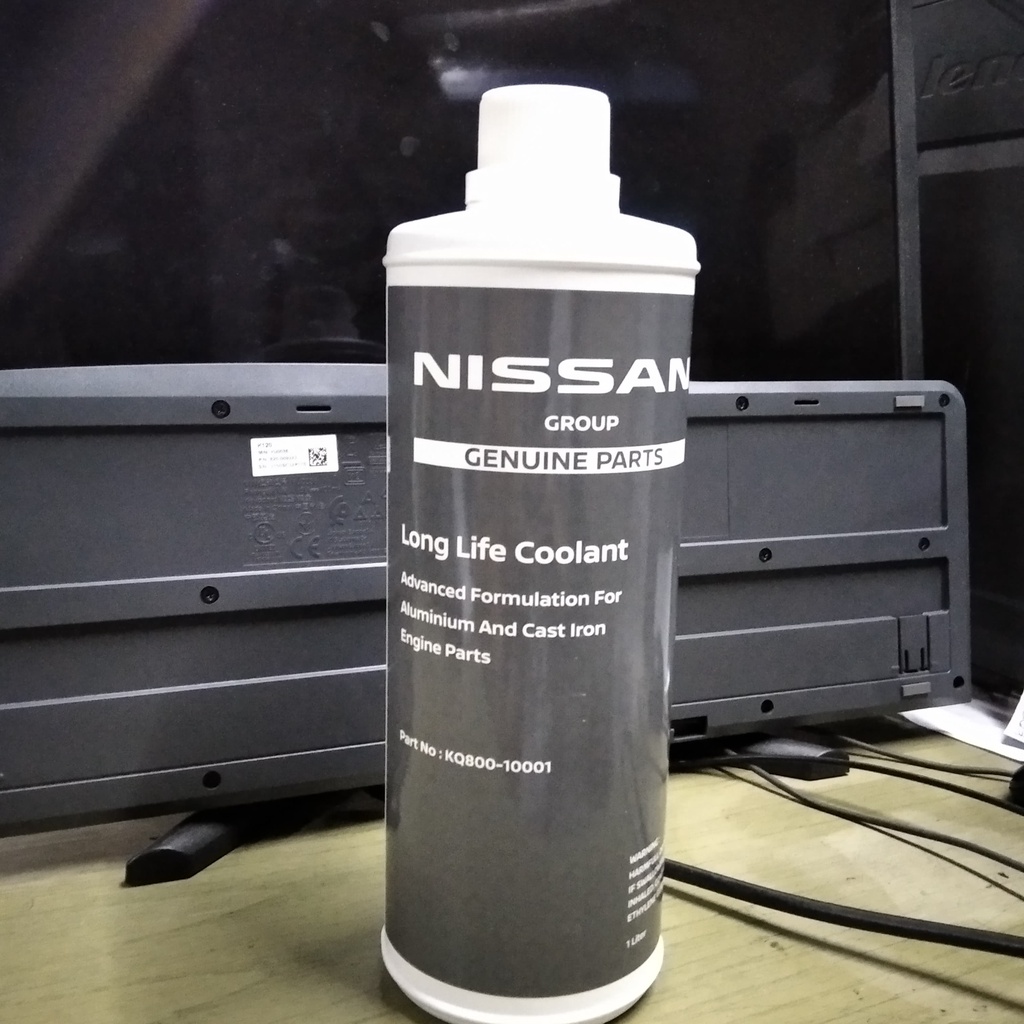 NISSAN
GROUP
GENUINE PARTS
Long Life Coolant
Advanced Formulation For
Aluminium And Cast Iron
Engine Parts
Part No : KQ800-10001
WARNING
IF
1 Liter